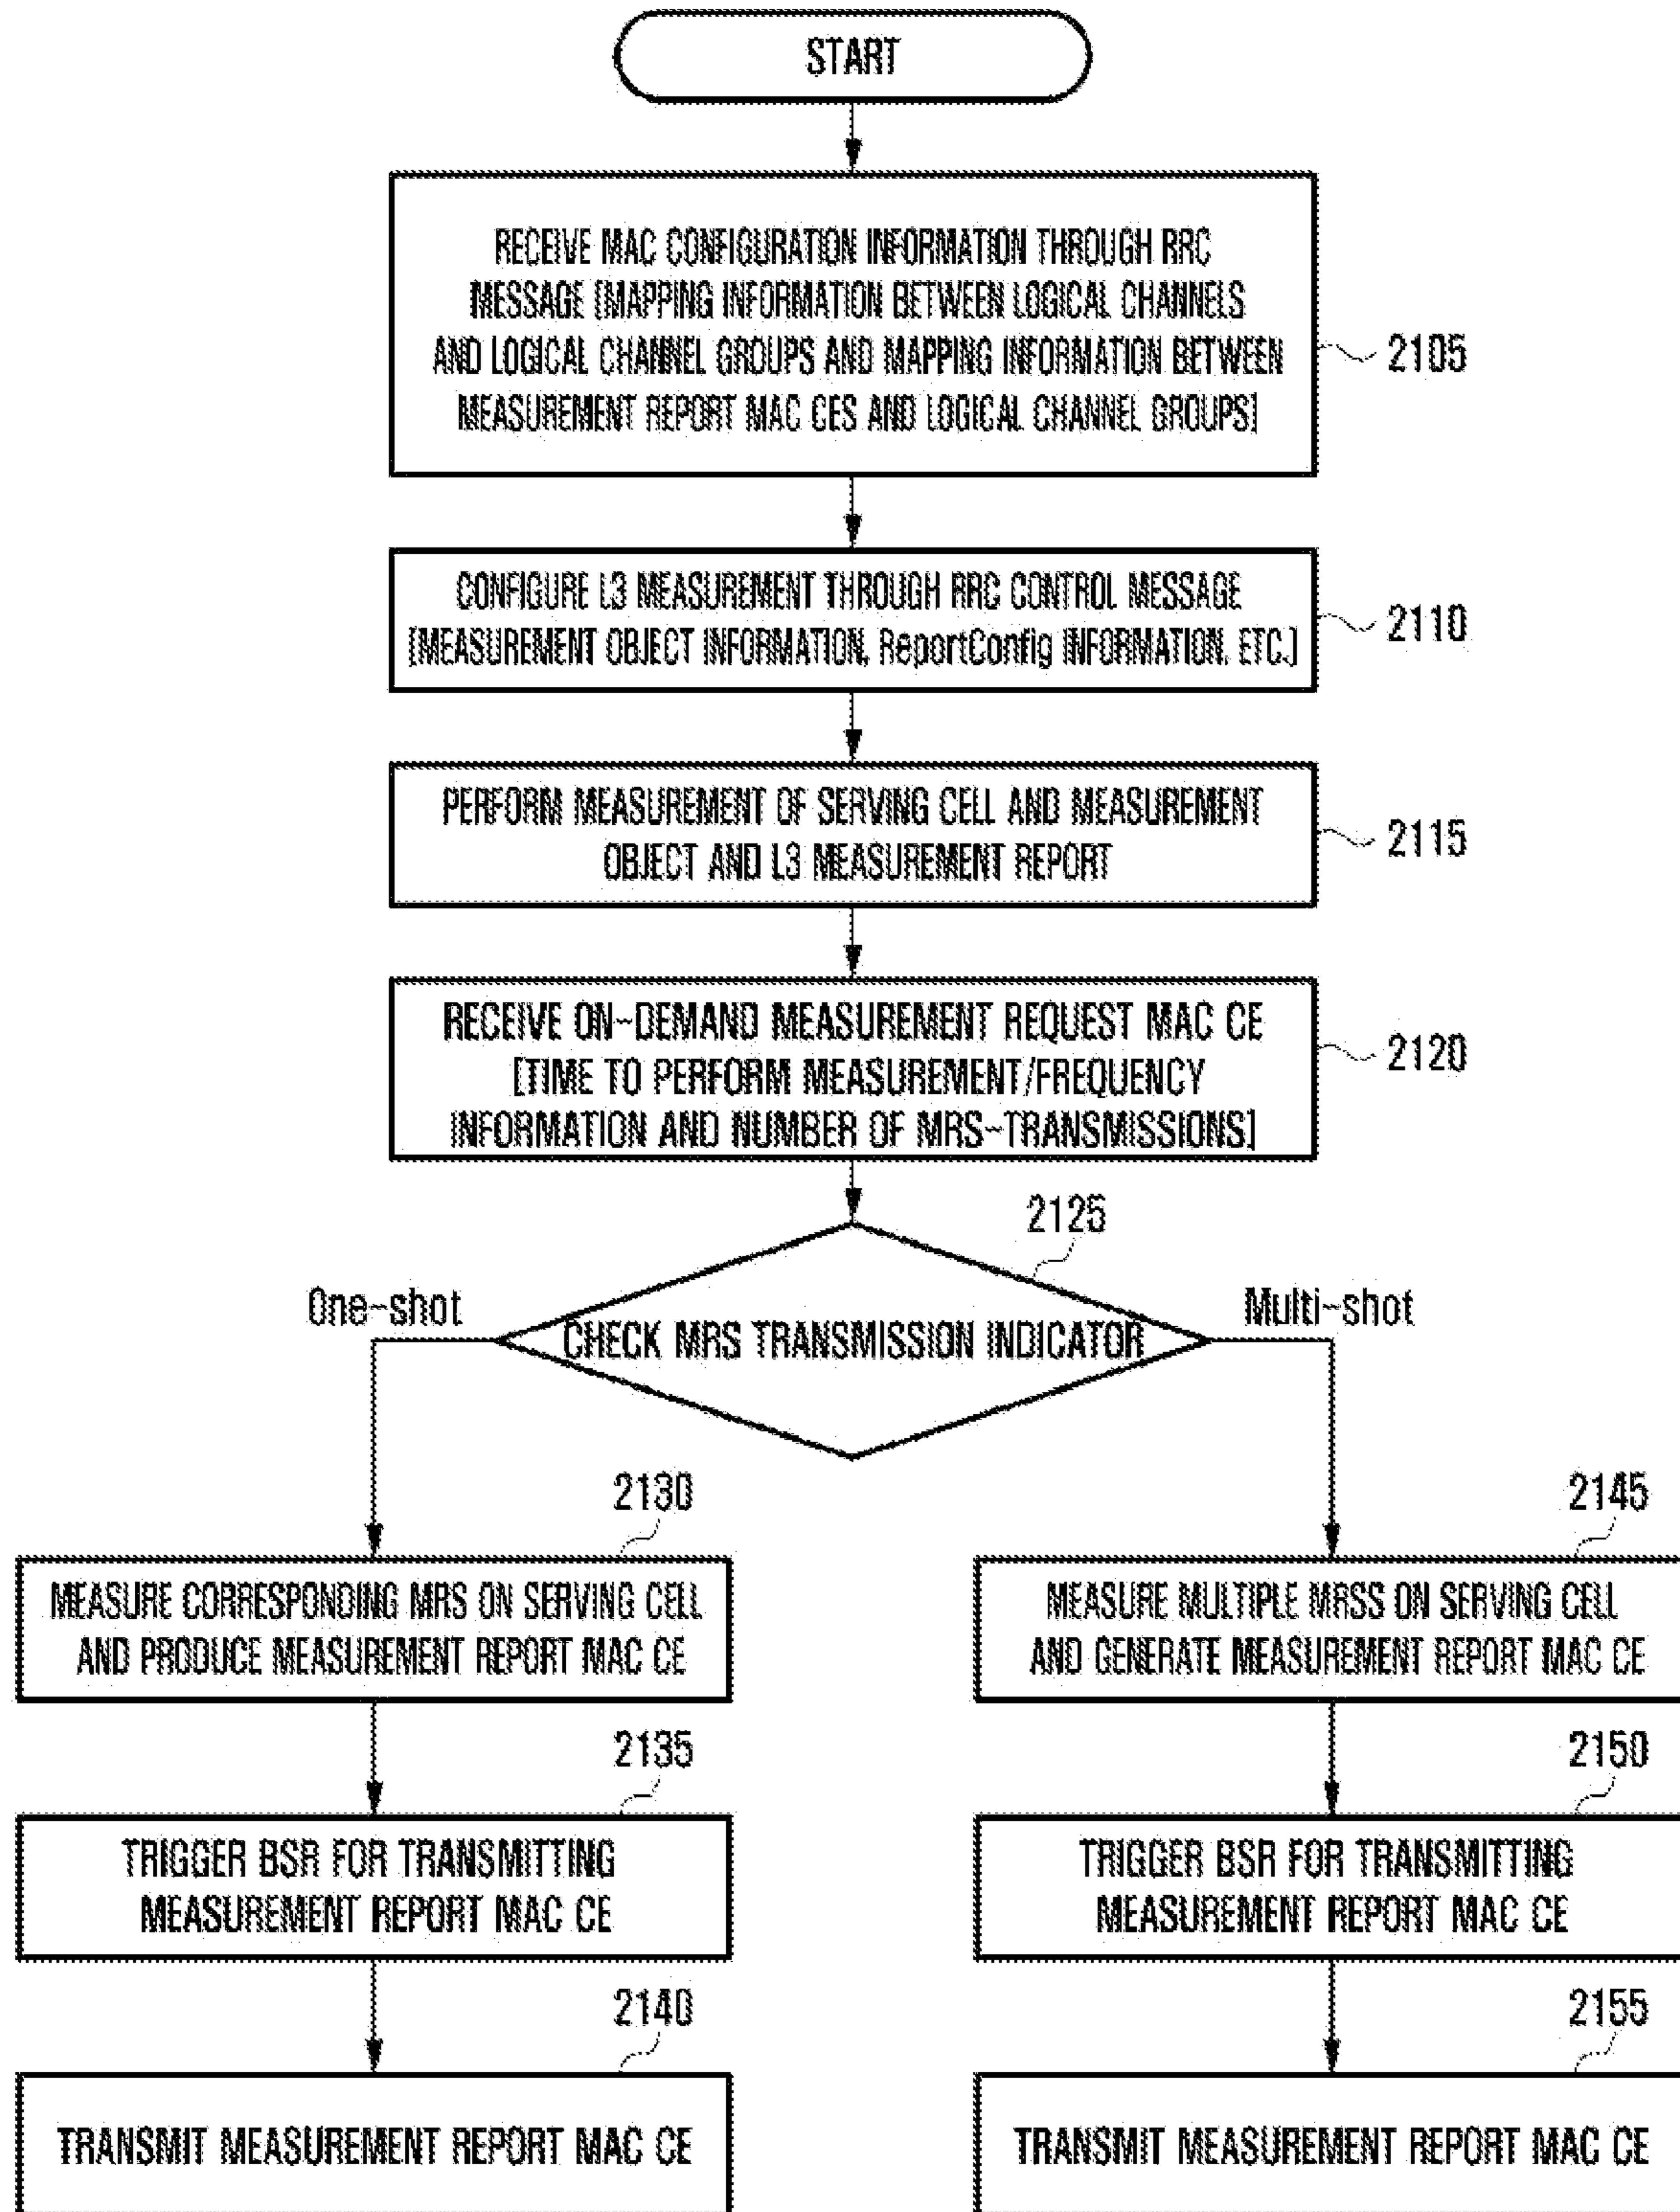 START
RECEIVE MAC CONFIGURATION INFORMATION THROUGH RRC
MESSAGE [MAPPING INFORMATION BETWEEN LOGICAL CHANNELS
AND LOGICAL CHANNEL GROUPS AND MAPPING INFORMATION BETWEEN
MEASUREMENT REPORT MAC CES AND LOGICAL CHANNEL GROUPS]
2105
CONFIGURE L3 MEASUREMENT THROUGH RRC CONTROL MESSAGE
[MEASUREMENT OBJECT INFORMATION, ReportConfig INFORMATION, ETC.]
2110
PERFORM MEASUREMENT OF SERVING CELL AND MEASUREMENT
OBJECT AND L3 MEASUREMENT REPORT
2115
RECEIVE ON-DEMAND MEASUREMENT REQUEST MAC CE
[TIME TO PERFORM MEASUREMENT/FREQUENCY
INFORMATION AND NUMBER OF MRS-TRANSMISSIONS]
2120
2125
One-shot
CHECK MRS TRANSMISSION INDICATOR
Multi-shot
2130
MEASURE CORRESPONDING MRS ON SERVING CELL
AND PRODUCE MEASUREMENT REPORT MAC CE
2135
TRIGGER BSR FOR TRANSMITTING
MEASUREMENT REPORT MAC CE
2140
TRANSMIT MEASUREMENT REPORT MAC CE
2145
MEASURE MULTIPLE MRSS ON SERVING CELL
AND GENERATE MEASUREMENT REPORT MAC CE
2150
TRIGGER BSR FOR TRANSMITTING
MEASUREMENT REPORT MAC CE
2155
TRANSMIT MEASUREMENT REPORT MAC CE